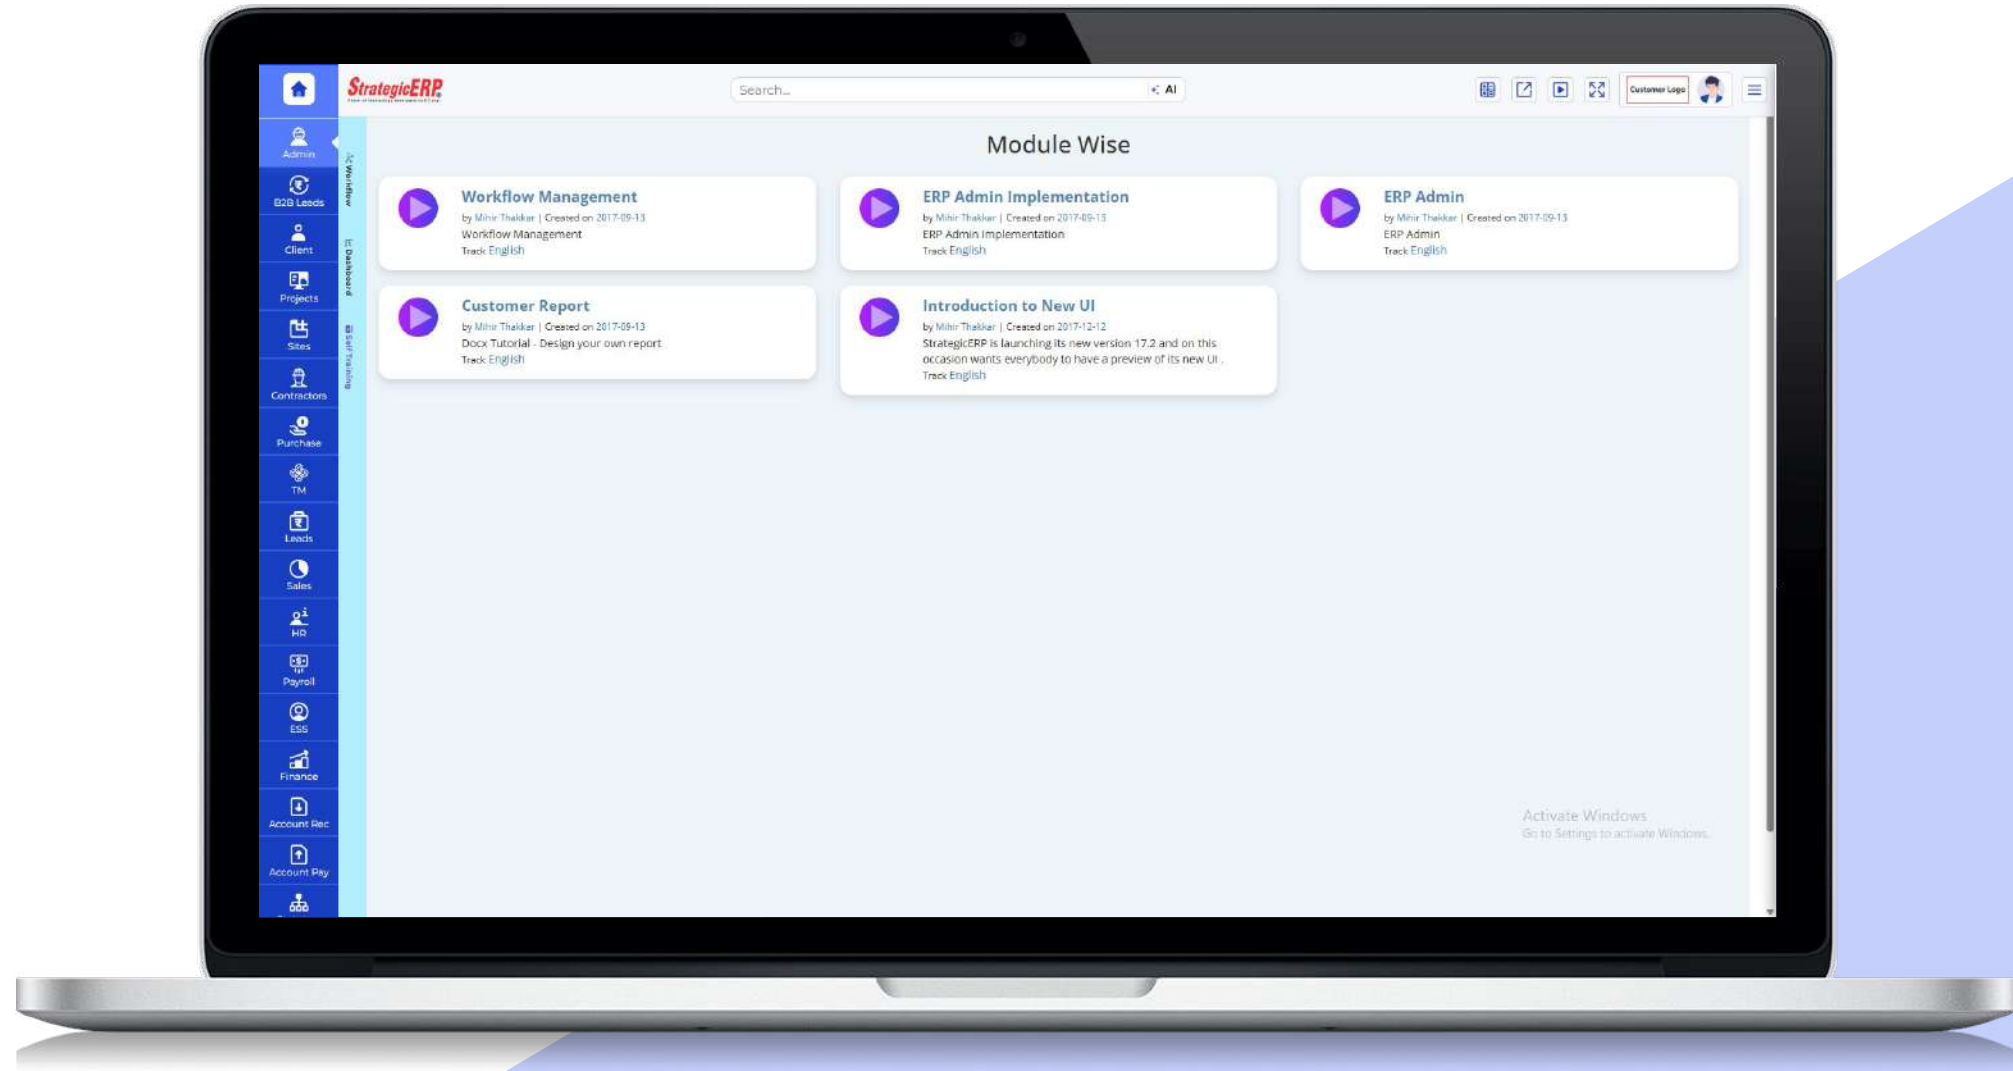 StrategicERP
Search...
AI
Customer Logo
Admin
B2B Leads
Client
Projects
Sites
Contractors
Purchase
TM
Leads
Sales
HR
Payroll
ESS
Finance
Account Rec
Account Pay
Workflow
Dashboard
Self Training
Module Wise
Workflow Management
by Mihir Thakkar | Created on 2017-09-13
Workflow Management
Track English
ERP Admin Implementation
by Mihir Thakkar | Created on 2017-09-13
ERP Admin Implementation
Track English
ERP Admin
by Mihir Thakkar | Created on 2017-09-13
ERP Admin
Track English
Customer Report
by Mihir Thakkar | Created on 2017-09-13
Docx Tutorial - Design your own report
Track English
Introduction to New UI
by Mihir Thakkar | Created on 2017-12-12
StrategicERP is launching its new version 17.2 and on this
occasion wants everybody to have a preview of its new UI .
Track English
Activate Windows
Go to Settings to activate Windows.